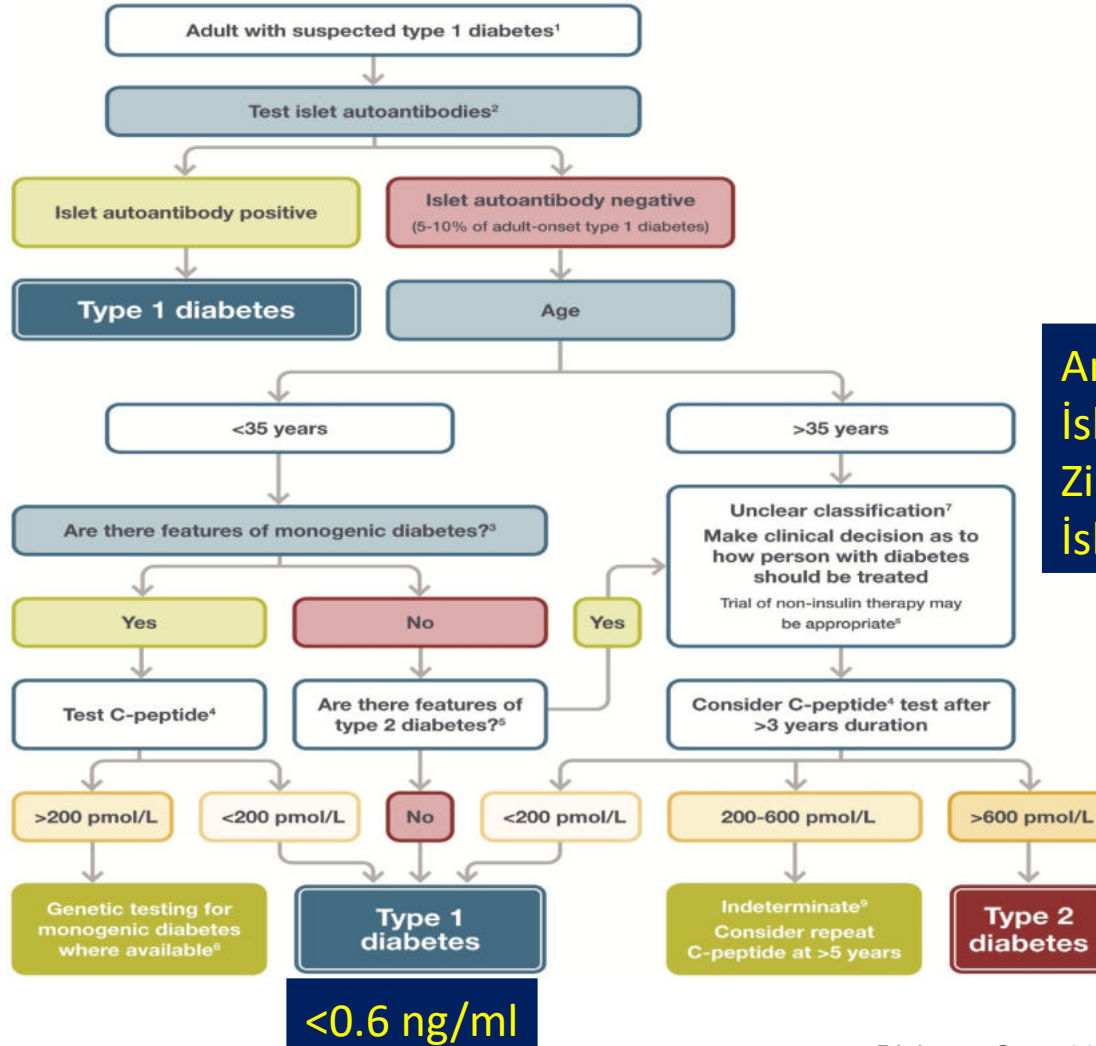 Adult with suspected type 1 diabetes¹
Test islet autoantibodies²
Islet autoantibody positive
Islet autoantibody negative
(5-10% of adult-onset type 1 diabetes)
Type 1 diabetes
Age
<35 years
>35 years
Are there features of monogenic diabetes?³
Unclear classification⁷
Make clinical decision as to
how person with diabetes
should be treated
Trial of non-insulin therapy may
be appropriate⁸
Yes
No
Yes
Test C-peptide⁴
Are there features of
type 2 diabetes?⁵
Consider C-peptide⁴ test after
>3 years duration
>200 pmol/L
<200 pmol/L
No
<200 pmol/L
200-600 pmol/L
>600 pmol/L
Genetic testing for
monogenic diabetes
where available⁶
Type 1
diabetes
Indeterminate⁹
Consider repeat
C-peptide at >5 years
Type 2
diabetes
<0.6 ng/ml